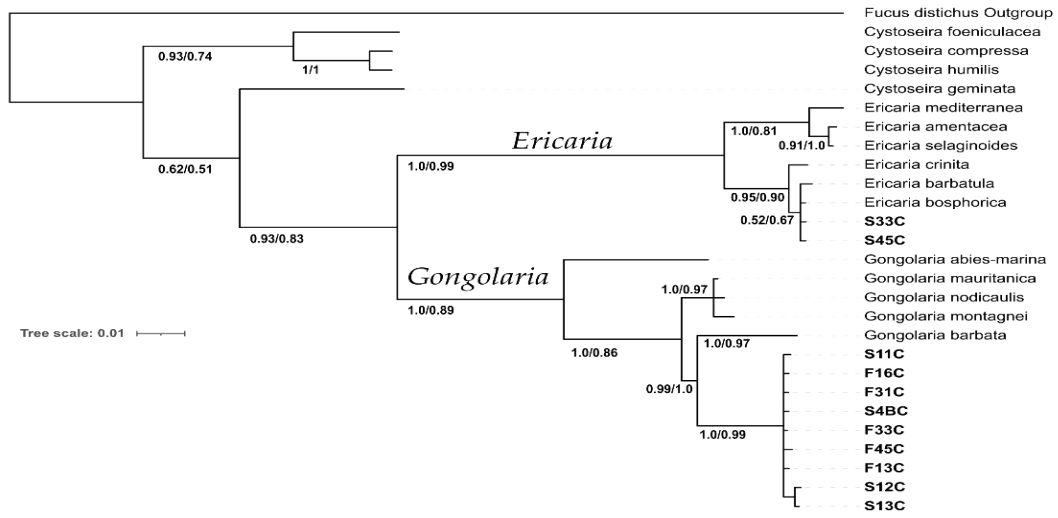 Fucus distichus Outgroup
Cystoseira foeniculacea
0.93/0.74
Cystoseira compressa
1/1
Cystoseira humilis
Cystoseira geminata
Ericaria mediterranea
1.0/0.81
Ericaria amentacea
Ericaria
0.91/1.0
Ericaria selaginoides
0.62/0.51
1.0/0.99
Ericaria crinita
Ericaria barbatula
0.95/0.90
Ericaria bosphorica
0.52/0.67
S33C
0.93/0.83
S45C
Gongolaria abies-marina
Gongolaria
Gongolaria mauritanica
1.0/0.97
Gongolaria nodicaulis
1.0/0.89
Gongolaria montagnei
Tree scale: 0.01
Gongolaria barbata
1.0/0.97
1.0/0.86
S11C
F16C
0.99/1.0
F31C
S4BC
F33C
1.0/0.99
F45C
F13C
S12C
S13C